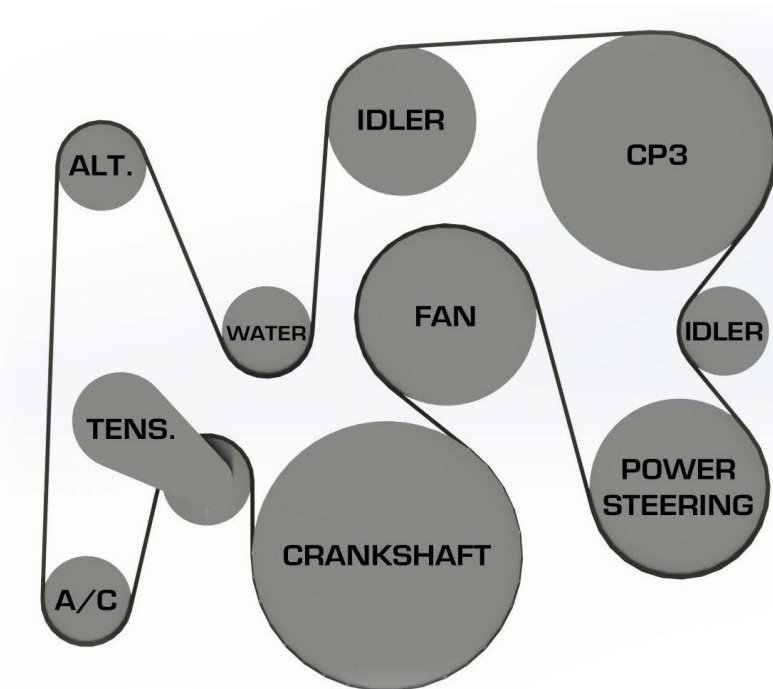 IDLER
CP3
ALT.
FAN
WATER
IDLER
TENS.
POWER
STEERING
CRANKSHAFT
A/C